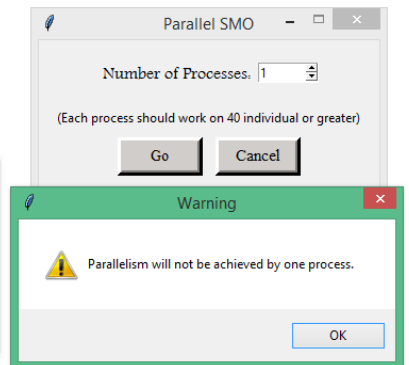 Parallel SMO
Number of Processes. 1
(Each process should work on 40 individual or greater)
Go Cancel
Warning
Parallelism will not be achieved by one process.
OK